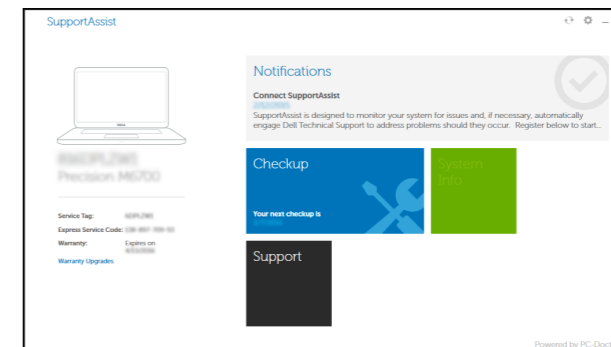 SupportAssist
Precision M6700
Service Tag:
Express Service Code:
Warranty: Expires on
Warranty Upgrades
Notifications
Connect SupportAssist
SupportAssist is designed to monitor your system for issues and, if necessary, automatically
engage Dell Technical Support to address problems should they occur. Register below to start...
Checkup
Your next checkup is
System
Info
Support
Powered by PC-Doct